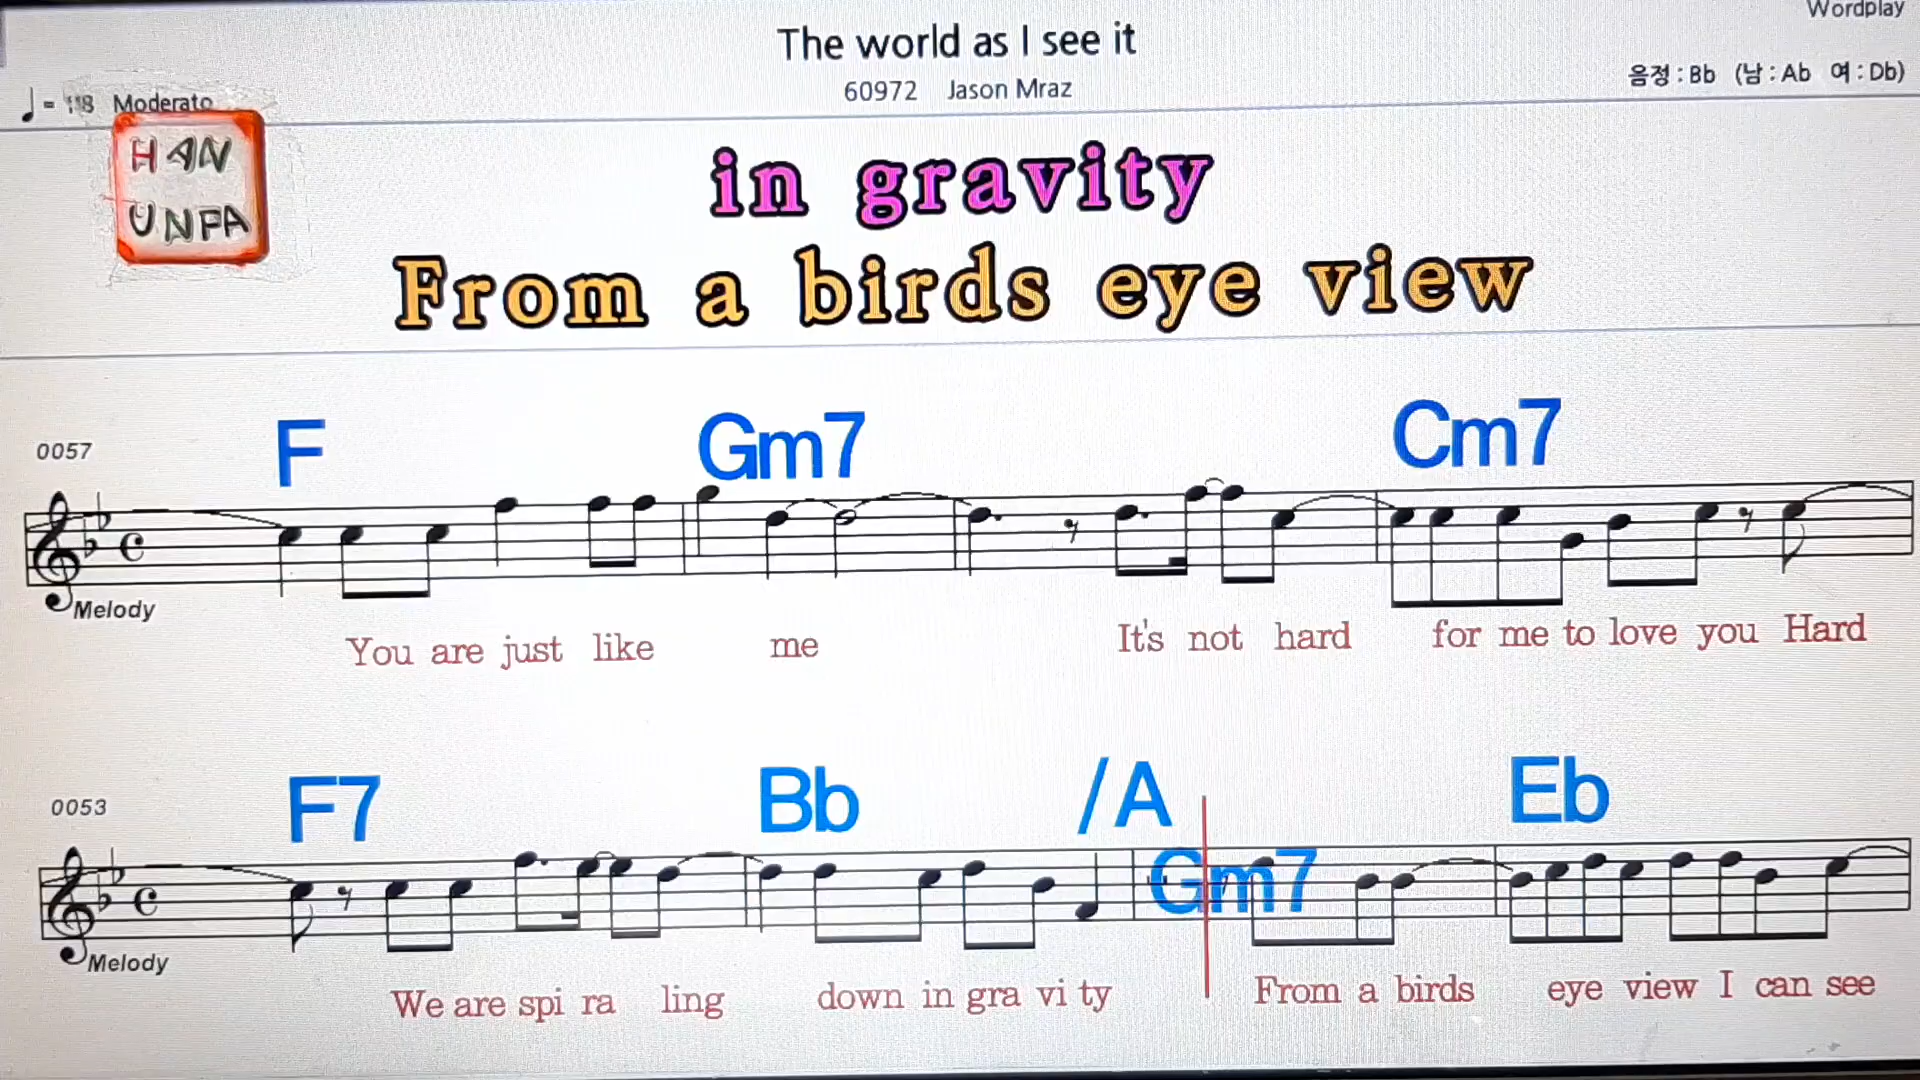 Wordplay
The world as I see it
60972 Jason Mraz
음정 : Bb (남 : Ab 여 : Db)
♩ = 118 Moderato
HAN
UNFA
in gravity
From a birds eye view
F Gm7 Cm7
0057
Melody
You are just like me It's not hard for me to love you Hard
F7 Bb /A Gm7 Eb
0053
Melody
We are spi ra ling down in gra vi ty From a birds eye view I can see